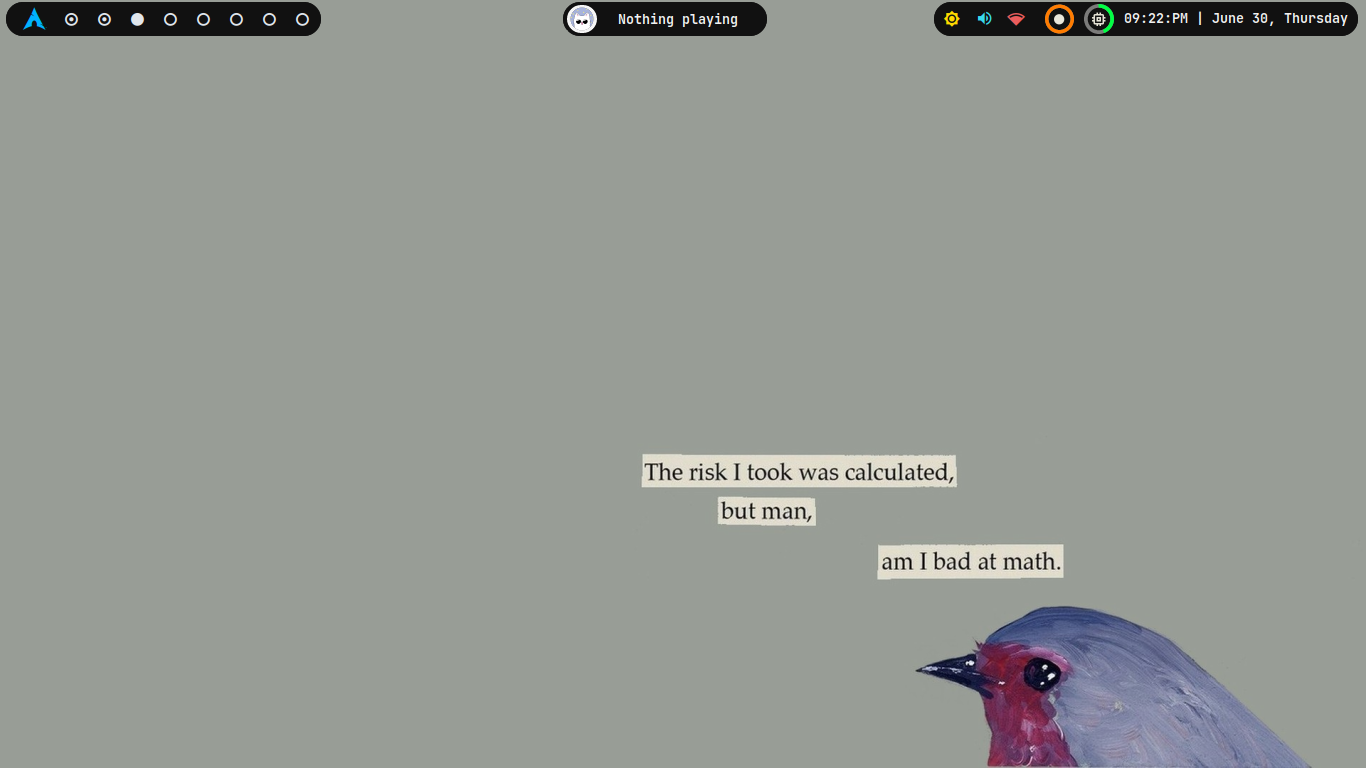 Nothing playing
09:22:PM | June 30, Thursday
The risk I took was calculated,
but man,
am I bad at math.